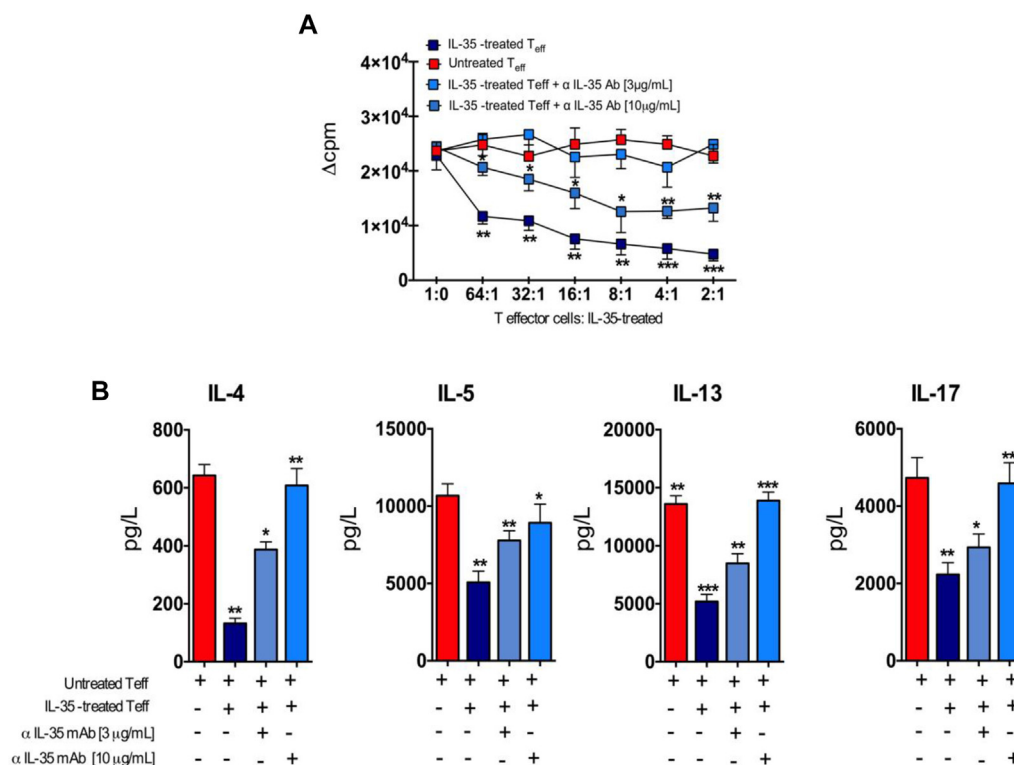 A
IL-35 -treated Teff
Untreated Teff
IL-35 -treated Teff + α IL-35 Ab [3μg/mL]
IL-35 -treated Teff + α IL-35 Ab [10μg/mL]
4×10⁴
3×10⁴
2×10⁴
1×10⁴
0
Δcpm
* * * * ** **
** ** ** ** *** ***
1:0 64:1 32:1 16:1 8:1 4:1 2:1
T effector cells: IL-35-treated
B
IL-4
800
600
400
200
0
pg/L
** * **
IL-5
15000
10000
5000
0
pg/L
** ** *
IL-13
20000
15000
10000
5000
0
pg/L
** *** ** ***
IL-17
6000
4000
2000
0
pg/L
** * **
Untreated Teff + + + + + + + + + + + + + + + +
IL-35 -treated Teff - + + + - + + + - + + + - + + +
α IL-35 mAb [3 μg/mL] - - + - - - + - - - + - - - + -
α IL-35 mAb [10 μg/mL] - - - + - - - + - - - + - - - +